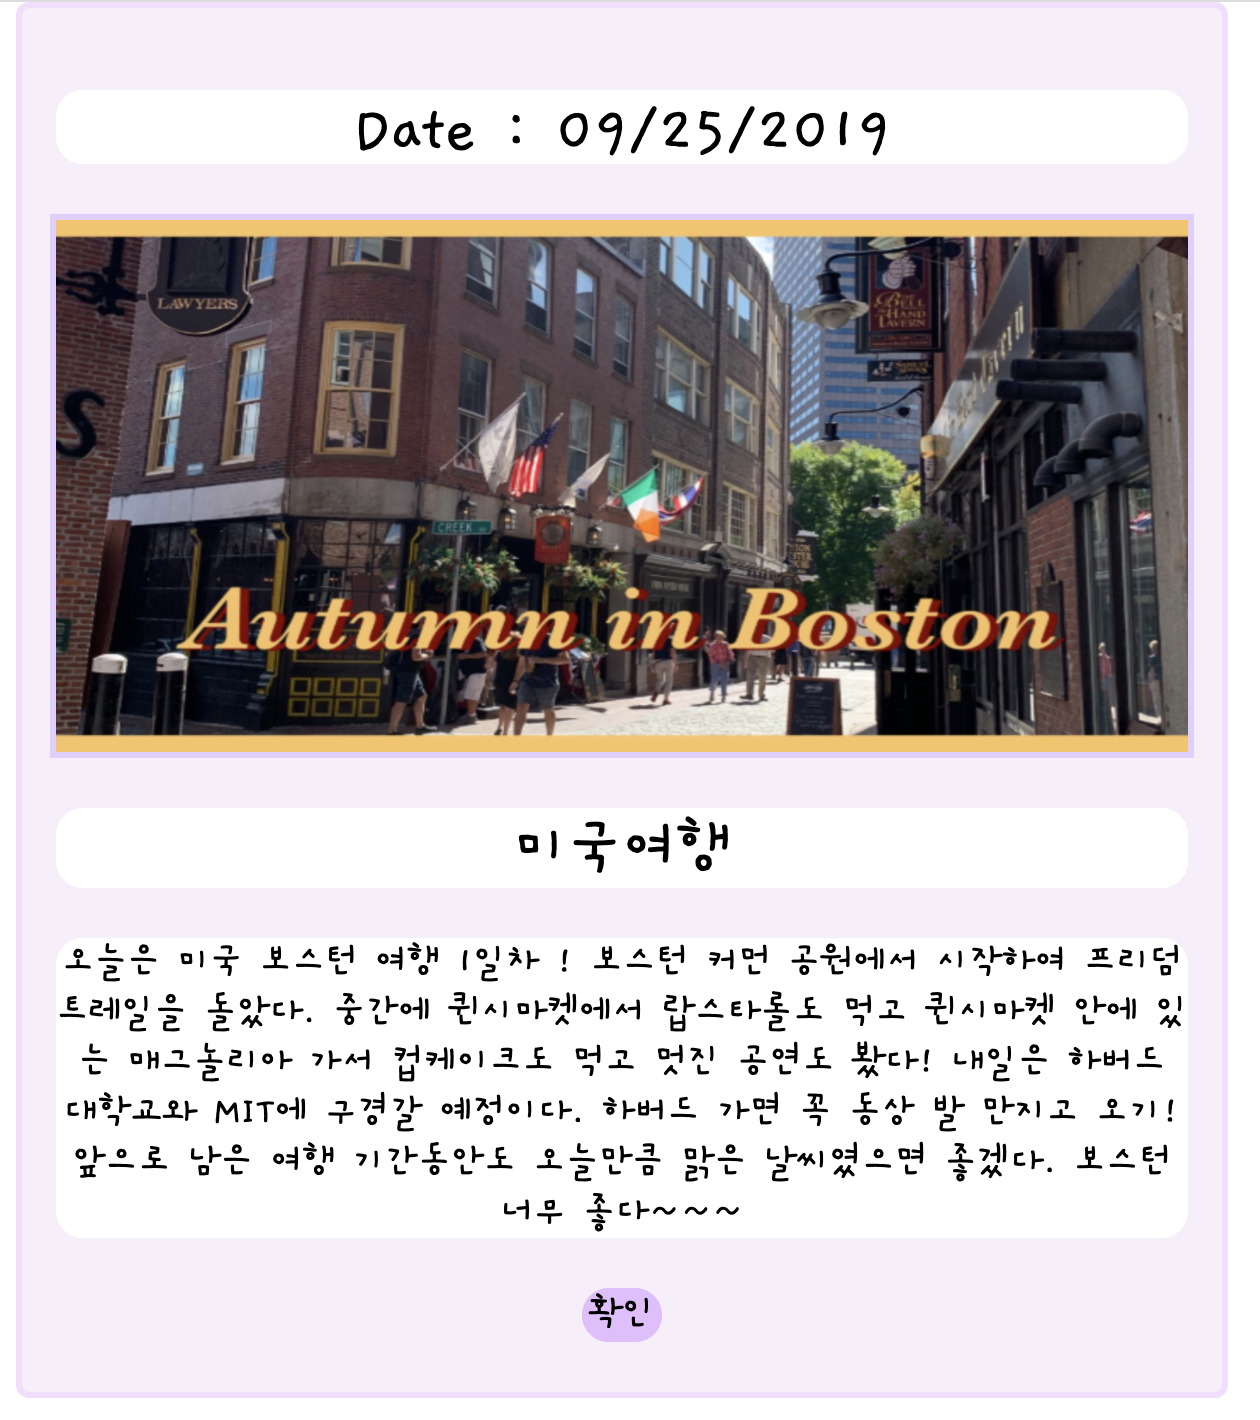 Date : 09/25/2019
LAWYERS
BELL
HAND
TAVERN
S
CREEK
Autumn in Boston
미국여행
오늘은 미국 보스턴 여행 1일차 ! 보스턴 커먼 공원에서 시작하여 프리덤
트레일을 돌았다. 중간에 퀸시마켓에서 랍스타롤도 먹고 퀸시마켓 안에 있
는 매그놀리아 가서 컵케이크도 먹고 멋진 공연도 봤다! 내일은 하버드
대학교와 MIT에 구경갈 예정이다. 하버드 가면 꼭 동상 발 만지고 오기!
앞으로 남은 여행 기간동안도 오늘만큼 맑은 날씨였으면 좋겠다. 보스턴
너무 좋다~~~
확인